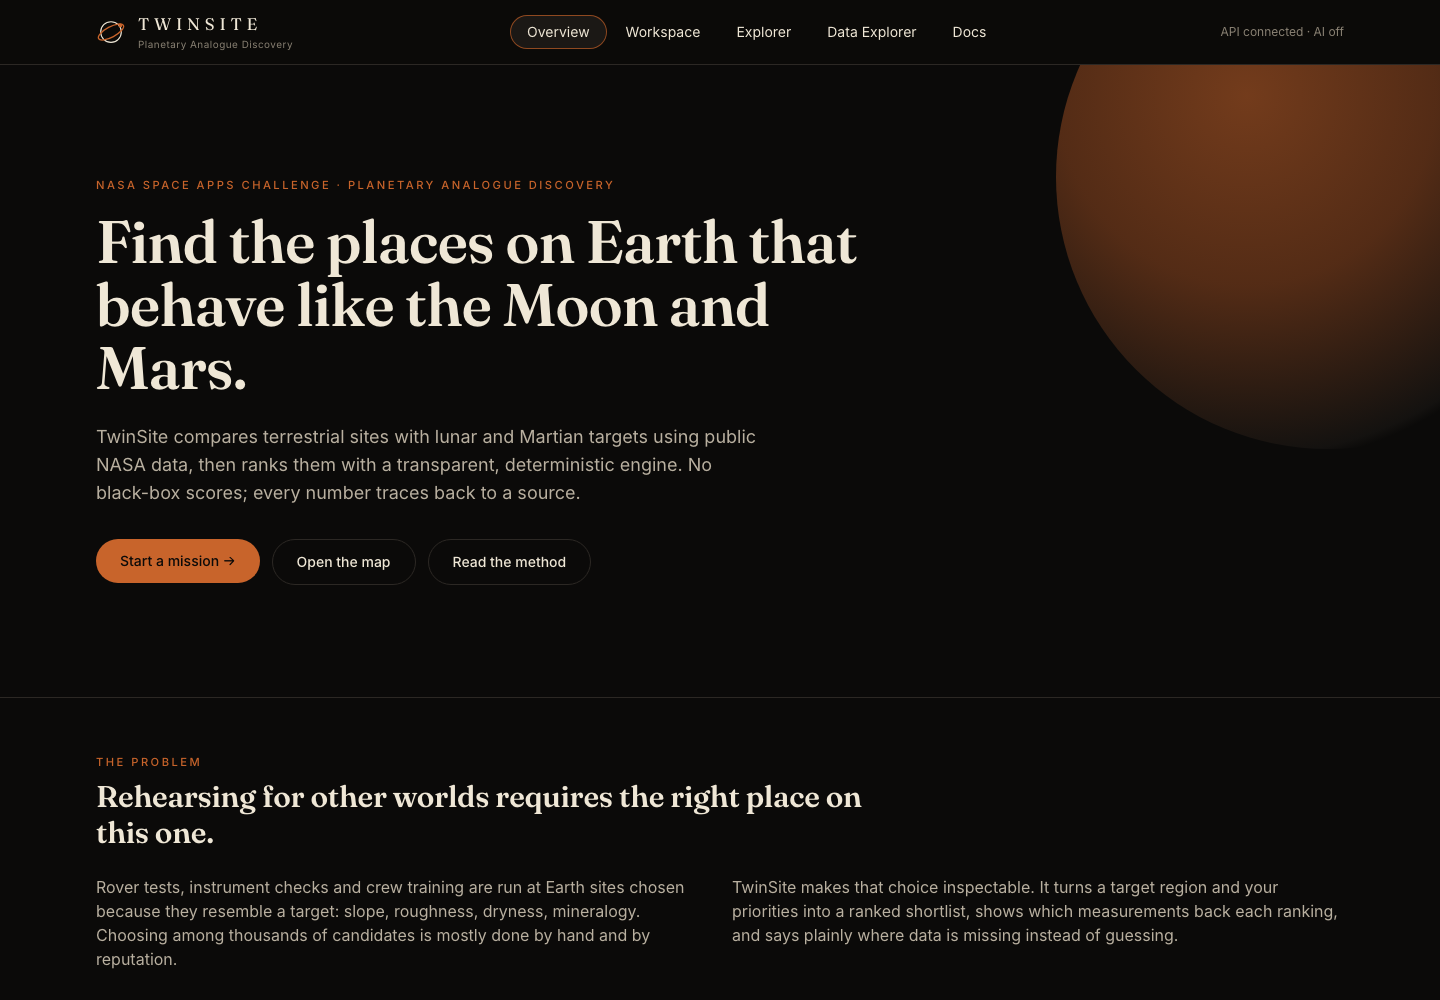 TWINSITE
Planetary Analogue Discovery
Overview
Workspace
Explorer
Data Explorer
Docs
API connected · AI off
NASA SPACE APPS CHALLENGE · PLANETARY ANALOGUE DISCOVERY
Find the places on Earth that
behave like the Moon and
Mars.
TwinSite compares terrestrial sites with lunar and Martian targets using public
NASA data, then ranks them with a transparent, deterministic engine. No
black-box scores; every number traces back to a source.
Start a mission →
Open the map
Read the method
THE PROBLEM
Rehearsing for other worlds requires the right place on
this one.
Rover tests, instrument checks and crew training are run at Earth sites chosen
because they resemble a target: slope, roughness, dryness, mineralogy.
Choosing among thousands of candidates is mostly done by hand and by
reputation.
TwinSite makes that choice inspectable. It turns a target region and your
priorities into a ranked shortlist, shows which measurements back each ranking,
and says plainly where data is missing instead of guessing.